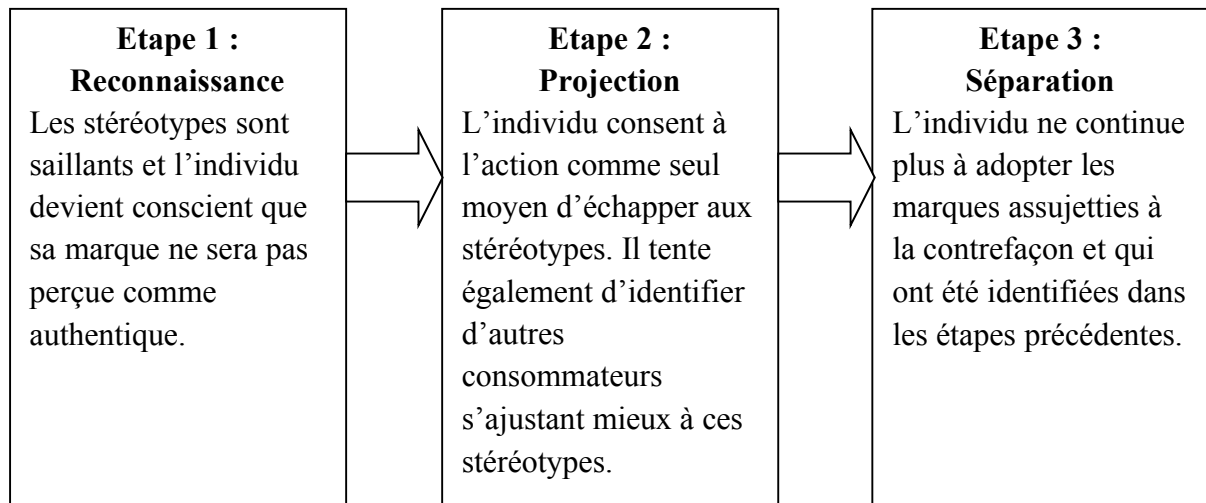 Etape 1 :
Reconnaissance
Les stéréotypes sont
saillants et l’individu
devient conscient que
sa marque ne sera pas
perçue comme
authentique.
Etape 2 :
Projection
L’individu consent à
l’action comme seul
moyen d’échapper aux
stéréotypes. Il tente
également d’identifier
d’autres
consommateurs
s’ajustant mieux à ces
stéréotypes.
Etape 3 :
Séparation
L’individu ne continue
plus à adopter les
marques assujetties à
la contrefaçon et qui
ont été identifiées dans
les étapes précédentes.